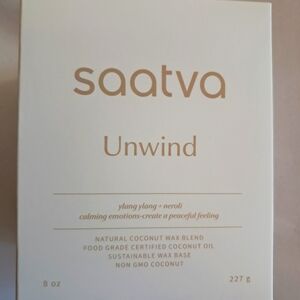 saatva
Unwind
ylang ylang + neroli
calming emotions-create a peaceful feeling
NATURAL COCONUT WAX BLEND
FOOD GRADE CERTIFIED COCONUT OIL
SUSTAINABLE WAX BASE
NON GMO COCONUT
8 oz 227 g